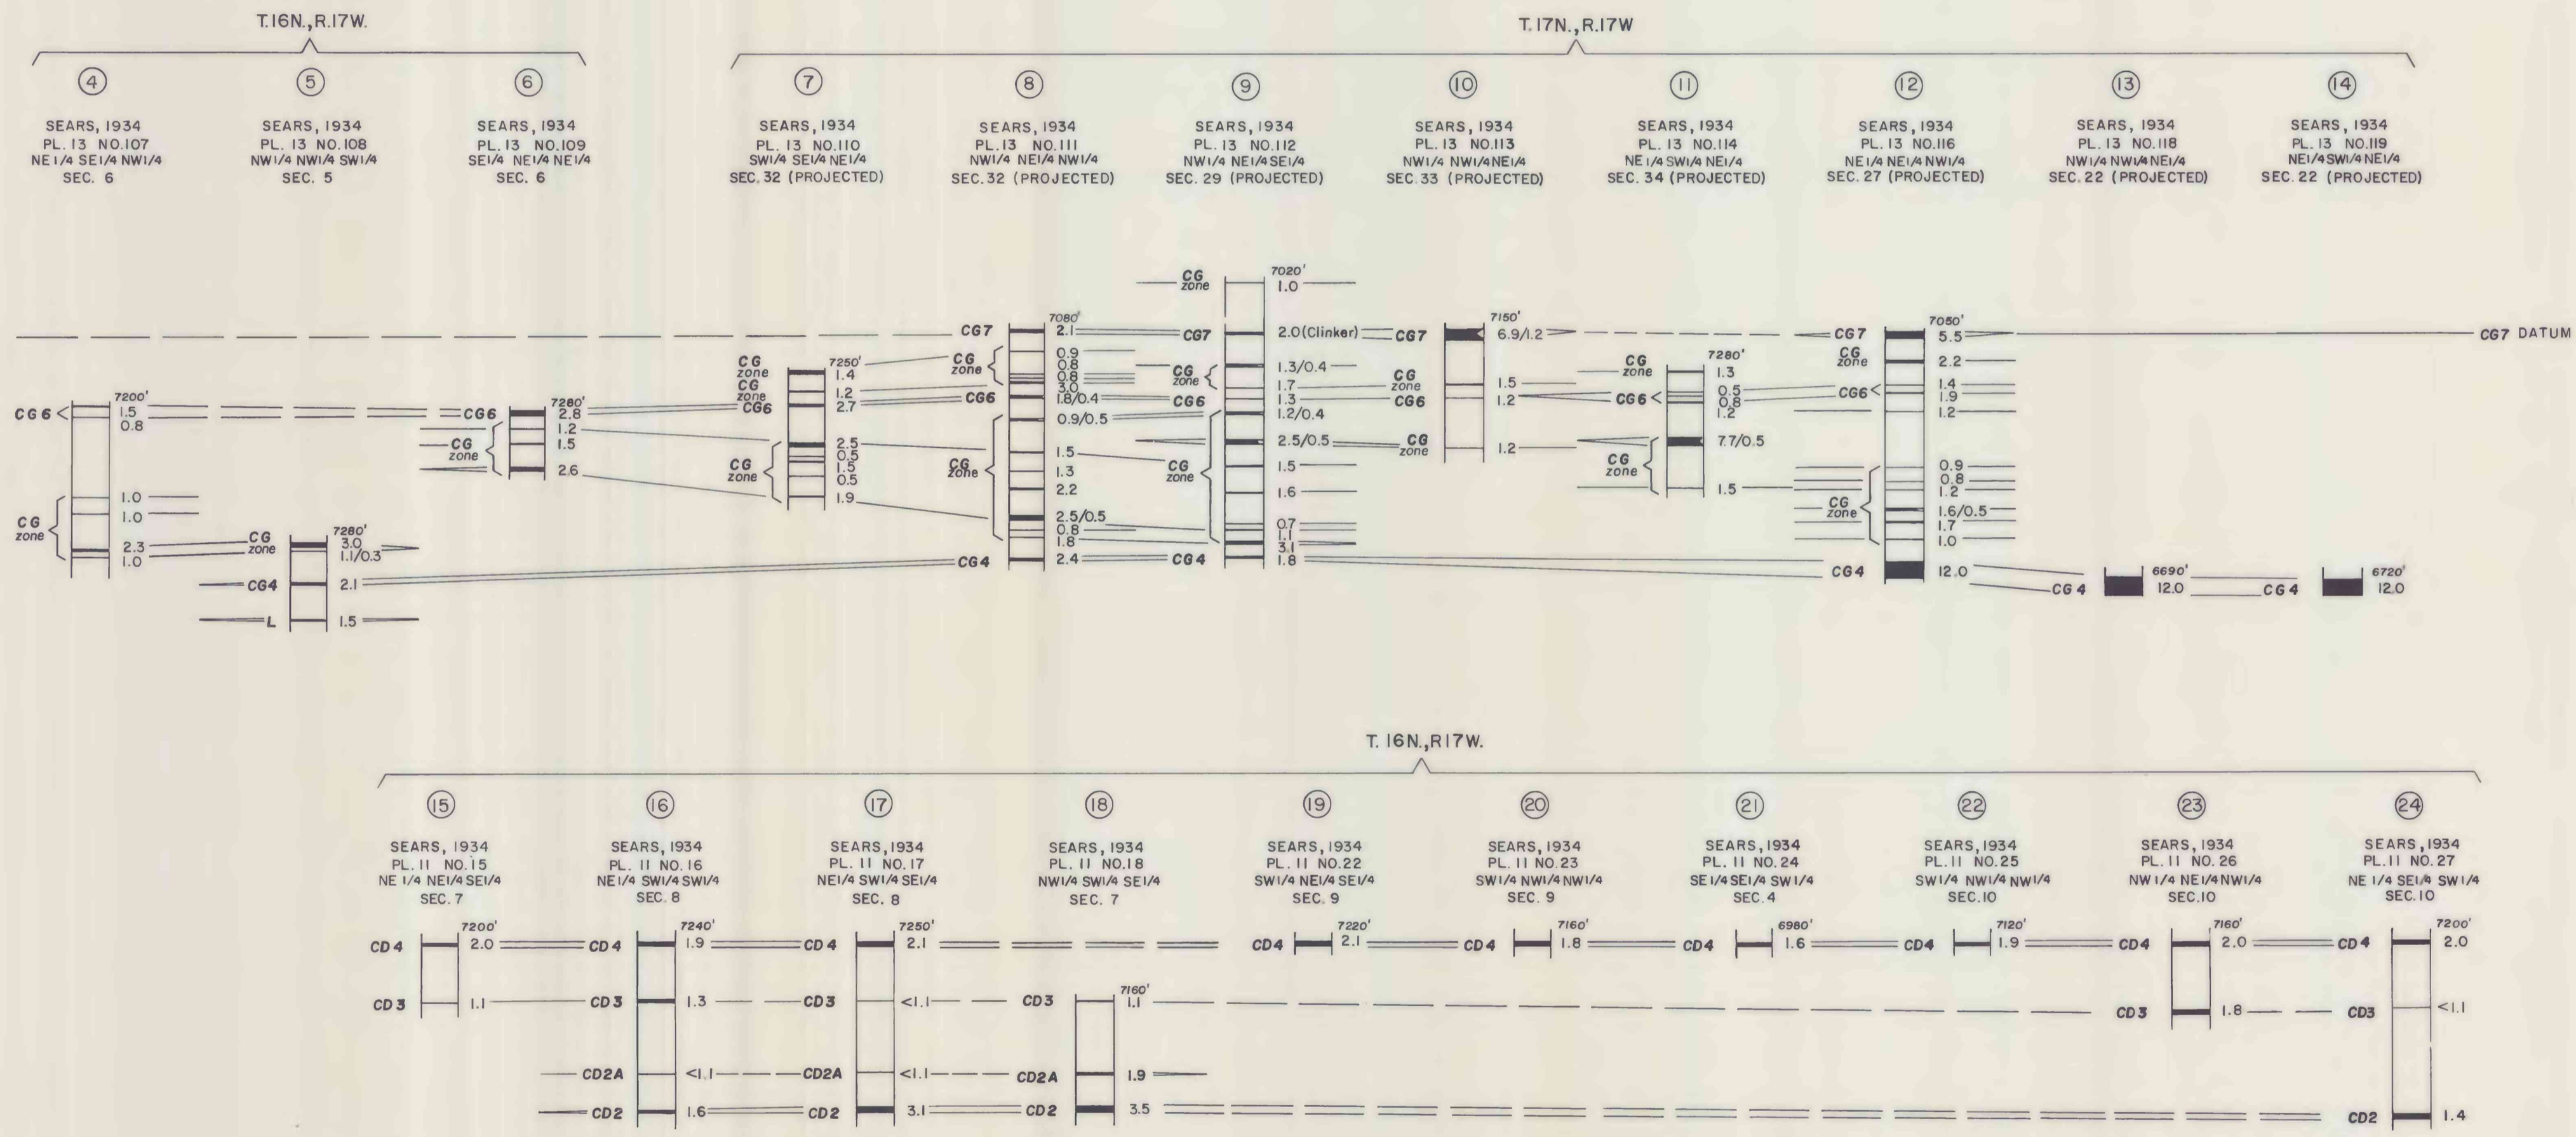 T.16N.,R.17W.
T.17N.,R.17W
4
SEARS, 1934
PL. 13 NO.107
NE 1/4 SE1/4 NW1/4
SEC. 6
5
SEARS, 1934
PL. 13 NO.108
NW1/4 NW1/4 SW1/4
SEC. 5
6
SEARS, 1934
PL. 13 NO.109
SE1/4 NE1/4 NE1/4
SEC. 6
7
SEARS, 1934
PL. 13 NO.110
SW1/4 SE1/4 NE1/4
SEC. 32 (PROJECTED)
8
SEARS, 1934
PL.13 NO.111
NW1/4 NE1/4 NW1/4
SEC.32 (PROJECTED)
9
SEARS, 1934
PL. 13 NO.112
NW1/4 NE1/4 SE1/4
SEC. 29 (PROJECTED)
10
SEARS, 1934
PL. 13 NO.113
NW1/4 NW1/4 NE1/4
SEC.33 (PROJECTED)
11
SEARS, 1934
PL. 13 NO.114
NE1/4 SW1/4 NE1/4
SEC. 34 (PROJECTED)
12
SEARS, 1934
PL. 13 NO.116
NE1/4 NE1/4 NW1/4
SEC. 27 (PROJECTED)
13
SEARS, 1934
PL. 13 NO.118
NW1/4 NW1/4 NE1/4
SEC. 22 (PROJECTED)
14
SEARS, 1934
PL. 13 NO.119
NE1/4 SW1/4 NE1/4
SEC. 22 (PROJECTED)
7200'
CG6 1.5
0.8
1.0
1.0
CG
zone
2.3
1.0
7280'
CG
zone
3.0
1.1/0.3
CG4 2.1
L 1.5
7280'
CG6 2.8
1.2
CG
zone
1.5
2.6
7250'
CG
zone
1.4
CG
zone
1.2
CG6 2.7
2.5
0.5
CG
zone
1.5
0.5
1.9
7080'
CG7 2.1
0.9
CG
zone
0.8
0.8
3.0
CG6 1.8/0.4
0.9/0.5
1.5
CG
zone
1.3
2.2
2.5/0.5
0.8
1.8
CG4 2.4
CG
zone
7020'
1.0
CG7 2.0(Clinker)
1.3/0.4
CG
zone
1.7
CG6 1.3
1.2/0.4
2.5/0.5
CG
zone
1.5
1.6
0.7
1.1
3.1
CG4 1.8
7150'
CG7 6.9/1.2
CG
zone
1.5
CG6 1.2
CG
zone
1.2
7280'
CG
zone
1.3
0.5
CG6 0.8
1.2
7.7/0.5
CG
zone
1.5
7050'
CG7 5.5
CG
zone
2.2
1.4
CG6 1.9
1.2
0.9
0.8
1.2
CG
zone
1.6/0.5
1.7
1.0
CG4 12.0
6690'
CG4 12.0
6720'
CG4 12.0
CG7 DATUM
T. 16N.,R17W.
15
SEARS, 1934
PL. 11 NO.15
NE 1/4 NE1/4 SE1/4
SEC. 7
16
SEARS, 1934
PL. 11 NO.16
NE1/4 SW1/4 SW1/4
SEC. 8
17
SEARS, 1934
PL. 11 NO.17
NE1/4 SW1/4 SE1/4
SEC. 8
18
SEARS, 1934
PL. 11 NO.18
NW1/4 SW1/4 SE1/4
SEC. 7
19
SEARS, 1934
PL. 11 NO.22
SW1/4 NE1/4 SE1/4
SEC. 9
20
SEARS, 1934
PL. 11 NO.23
SW1/4 NW1/4 NW1/4
SEC. 9
21
SEARS, 1934
PL. 11 NO.24
SE1/4 SE1/4 SW1/4
SEC. 4
22
SEARS, 1934
PL. 11 NO.25
SW1/4 NW1/4 NW1/4
SEC.10
23
SEARS, 1934
PL. 11 NO. 26
NW 1/4 NE1/4 NW1/4
SEC.10
24
SEARS, 1934
PL. 11 NO. 27
NE 1/4 SE1/4 SW1/4
SEC.10
7200'
CD4 2.0
CD3 1.1
7240'
CD4 1.9
CD3 1.3
CD2A <1.1
CD2 1.6
7250'
CD4 2.1
CD3 <1.1
CD2A <1.1
CD2 3.1
7160'
CD3 1.1
CD2A 1.9
CD2 3.5
7220'
CD4 2.1
7160'
CD4 1.8
6980'
CD4 1.6
7120'
CD4 1.9
7160'
CD4 2.0
CD3 1.8
7200'
CD4 2.0
CD3 <1.1
CD2 1.4